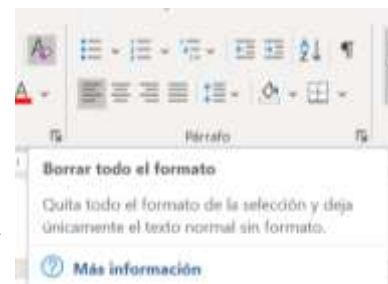 Párrafo
Borrar todo el formato
Quita todo el formato de la selección y deja
únicamente el texto normal sin formato.
Más información